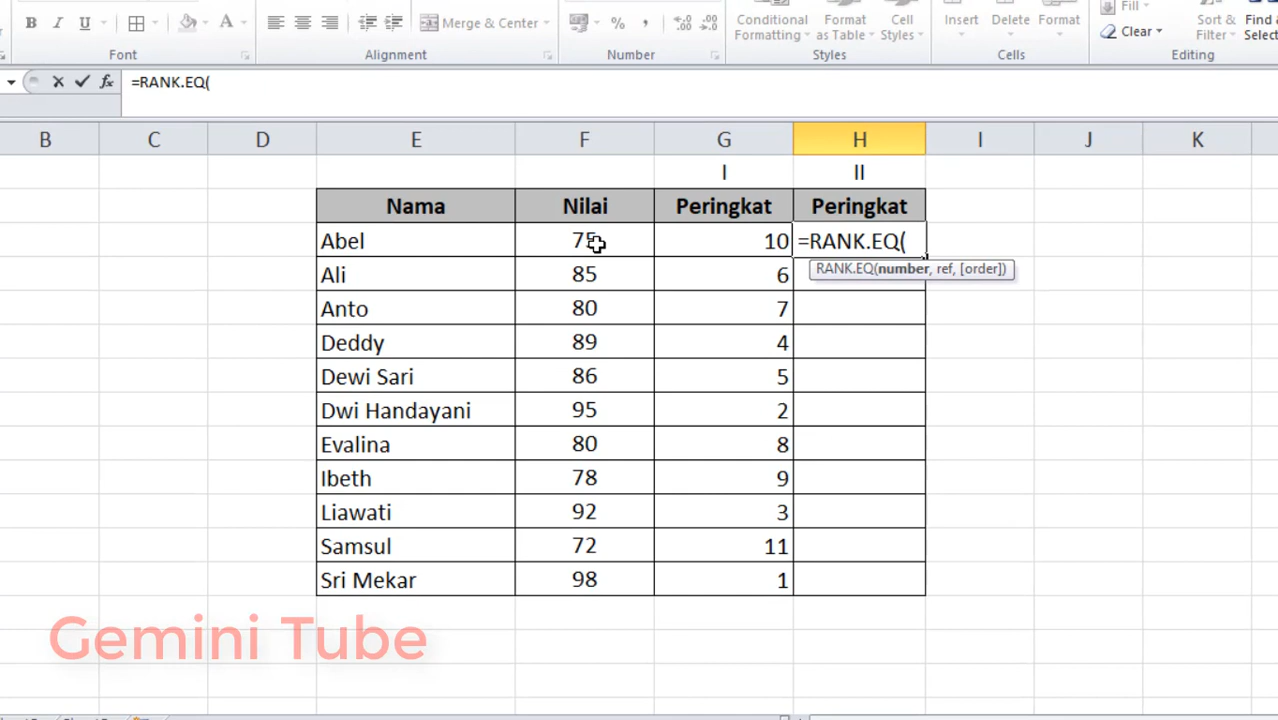 Fill
B I U A Merge & Center % , .00 Conditional Formatting Format as Table Cell Styles Insert Delete Format Clear Sort & Filter Find & Select
Font Alignment Number Styles Cells Editing
fx =RANK.EQ(
B C D E F G H I J K
I II
Nama Nilai Peringkat Peringkat
Abel 75 10 =RANK.EQ(
RANK.EQ(number, ref, [order])
Ali 85 6
Anto 80 7
Deddy 89 4
Dewi Sari 86 5
Dwi Handayani 95 2
Evalina 80 8
Ibeth 78 9
Liawati 92 3
Samsul 72 11
Sri Mekar 98 1
Gemini Tube